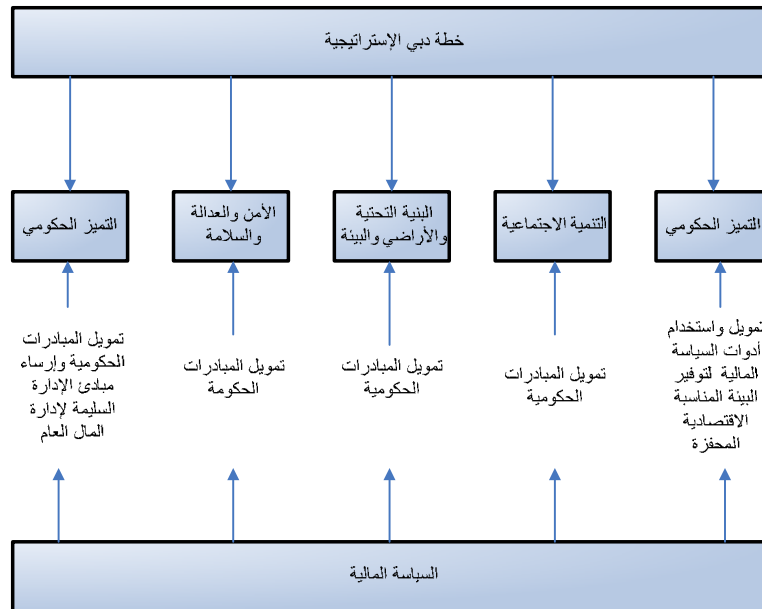 خطة دبي الإستراتيجية
التميز الحكومي
التنمية الاجتماعية
البنية التحتية
والأراضي والبيئة
الأمن والعدالة
والسلامة
التميز الحكومي
تمويل واستخدام
أدوات السياسة
المالية لتوفير
البيئة المناسبة
الاقتصادية
المحفزة
تمويل المبادرات
الحكومية
تمويل المبادرات
الحكومية
تمويل المبادرات
الحكومة
تمويل المبادرات
الحكومية وإرساء
مبادئ الإدارة
السليمة لإدارة
المال العام
السياسة المالية